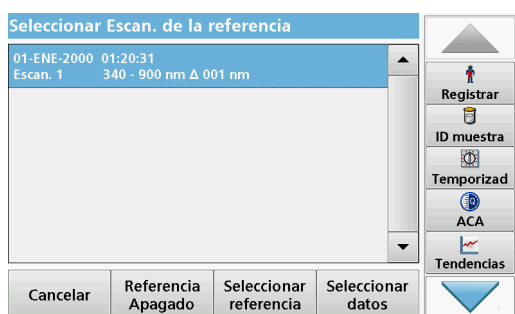 Seleccionar Escan. de la referencia
01-ENE-2000 01:20:31
Escan. 1 340 - 900 nm Δ 001 nm
Registrar
ID muestra
Temporizad
ACA
Tendencias
Cancelar
Referencia
Apagado
Seleccionar
referencia
Seleccionar
datos